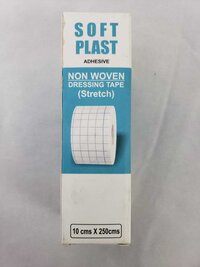 SOFT
PLAST
ADHESIVE
NON WOVEN
DRESSING TAPE
(Stretch)
10 cms X 250cms